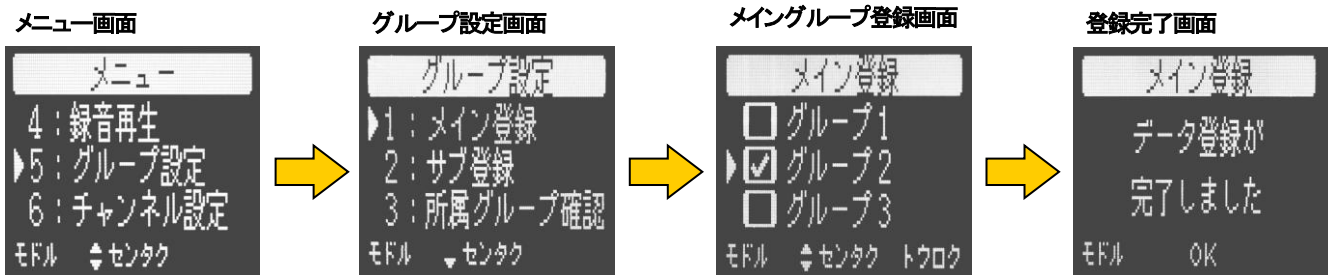 メニュー画面
メニュー
4：録音再生
5：グループ設定
6：チャンネル設定
モドル センタク
グループ設定画面
グループ設定
1：メイン登録
2：サブ登録
3：所属グループ確認
モドル センタク
メイングループ登録画面
メイン登録
グループ1
グループ2
グループ3
モドル センタク トウロク
登録完了画面
メイン登録
データ登録が
完了しました
モドル OK